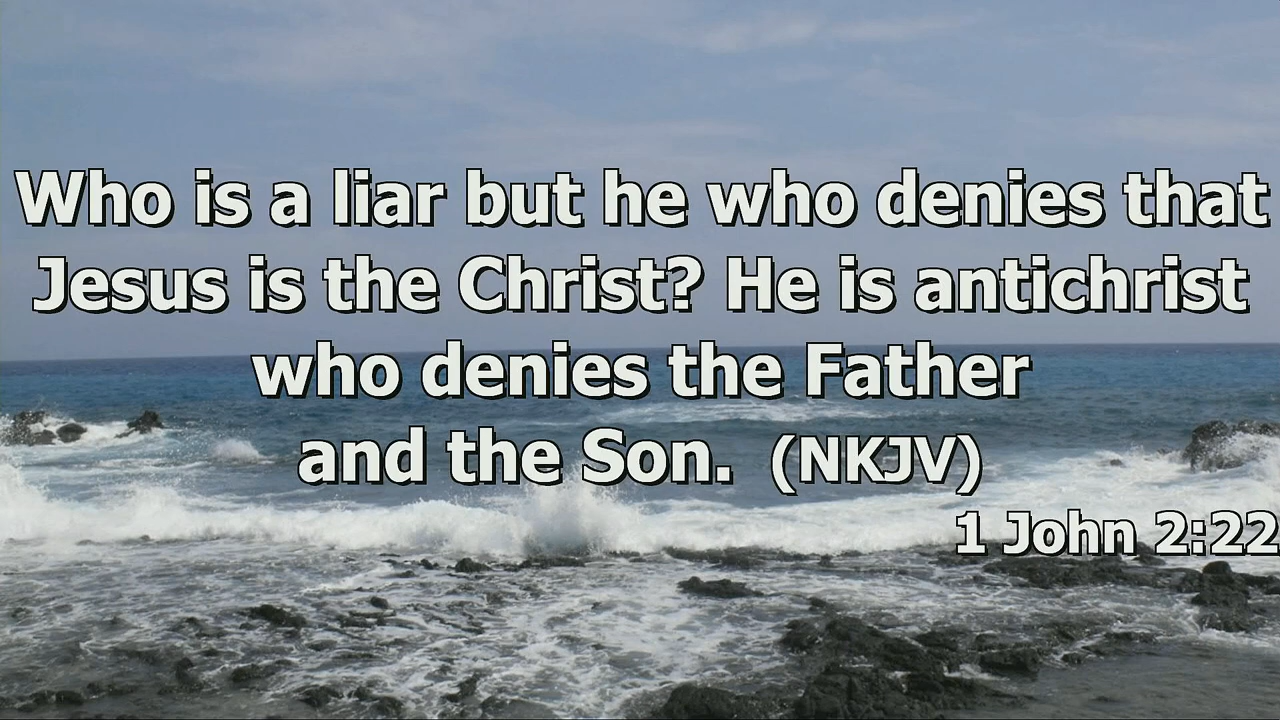 Who is a liar but he who denies that
Jesus is the Christ? He is antichrist
who denies the Father
and the Son. (NKJV)
1 John 2:22